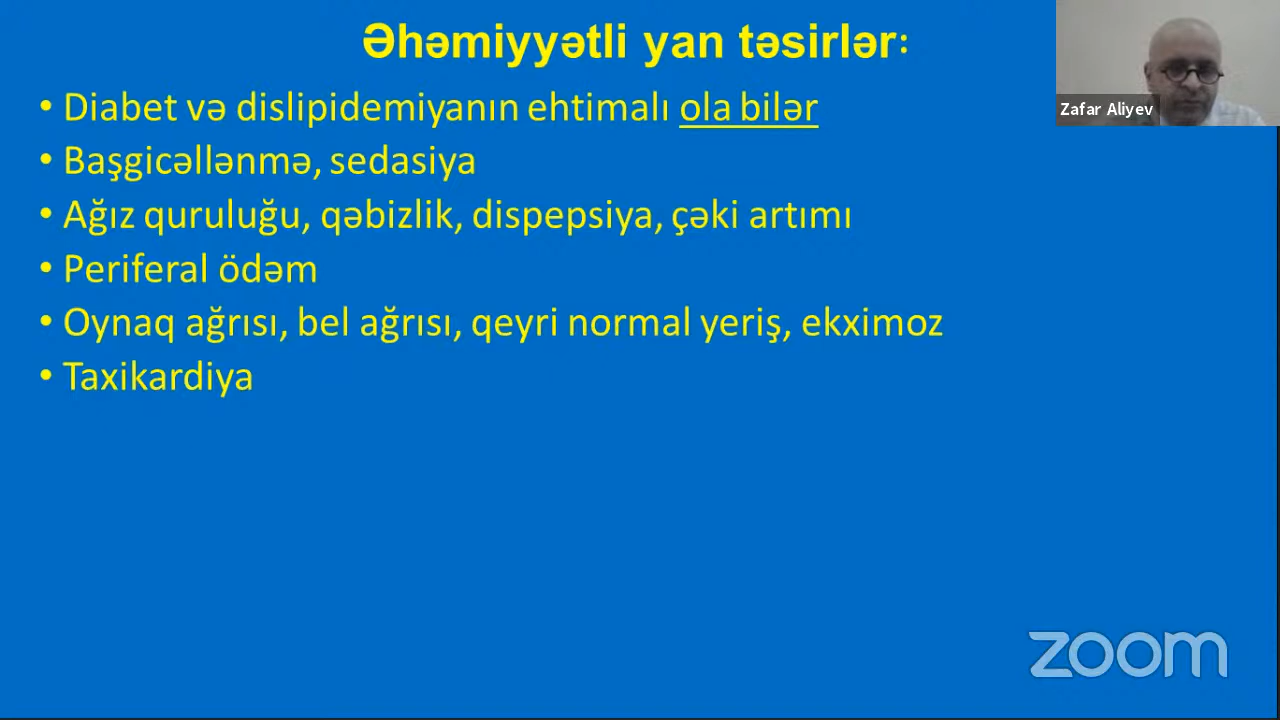 Əhəmiyyətli yan təsirlər:
• Diabet və dislipidemiyanın ehtimalı ola bilər
• Başgicəllənmə, sedasiya
• Ağız quruluğu, qəbizlik, dispepsiya, çəki artımı
• Periferal ödəm
• Oynaq ağrısı, bel ağrısı, qeyri normal yeriş, ekximoz
• Taxikardiya
Zafar Aliyev
zoom